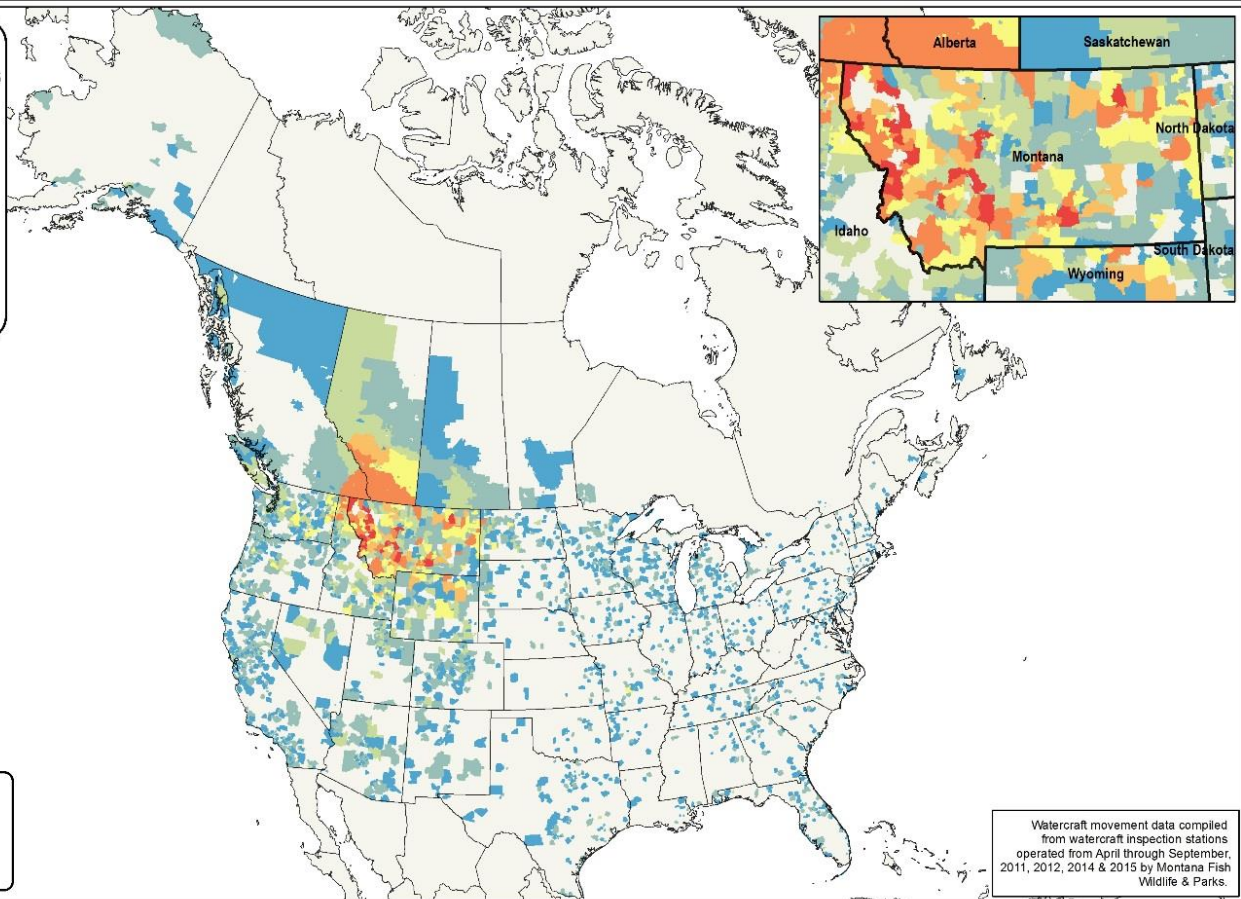 Alberta
Saskatchewan
North Dakota
Montana
Idaho
South Dakota
Wyoming
Watercraft movement data compiled
from watercraft inspection stations
operated from April through September,
2011, 2012, 2014 & 2015 by Montana Fish
Wildlife & Parks.